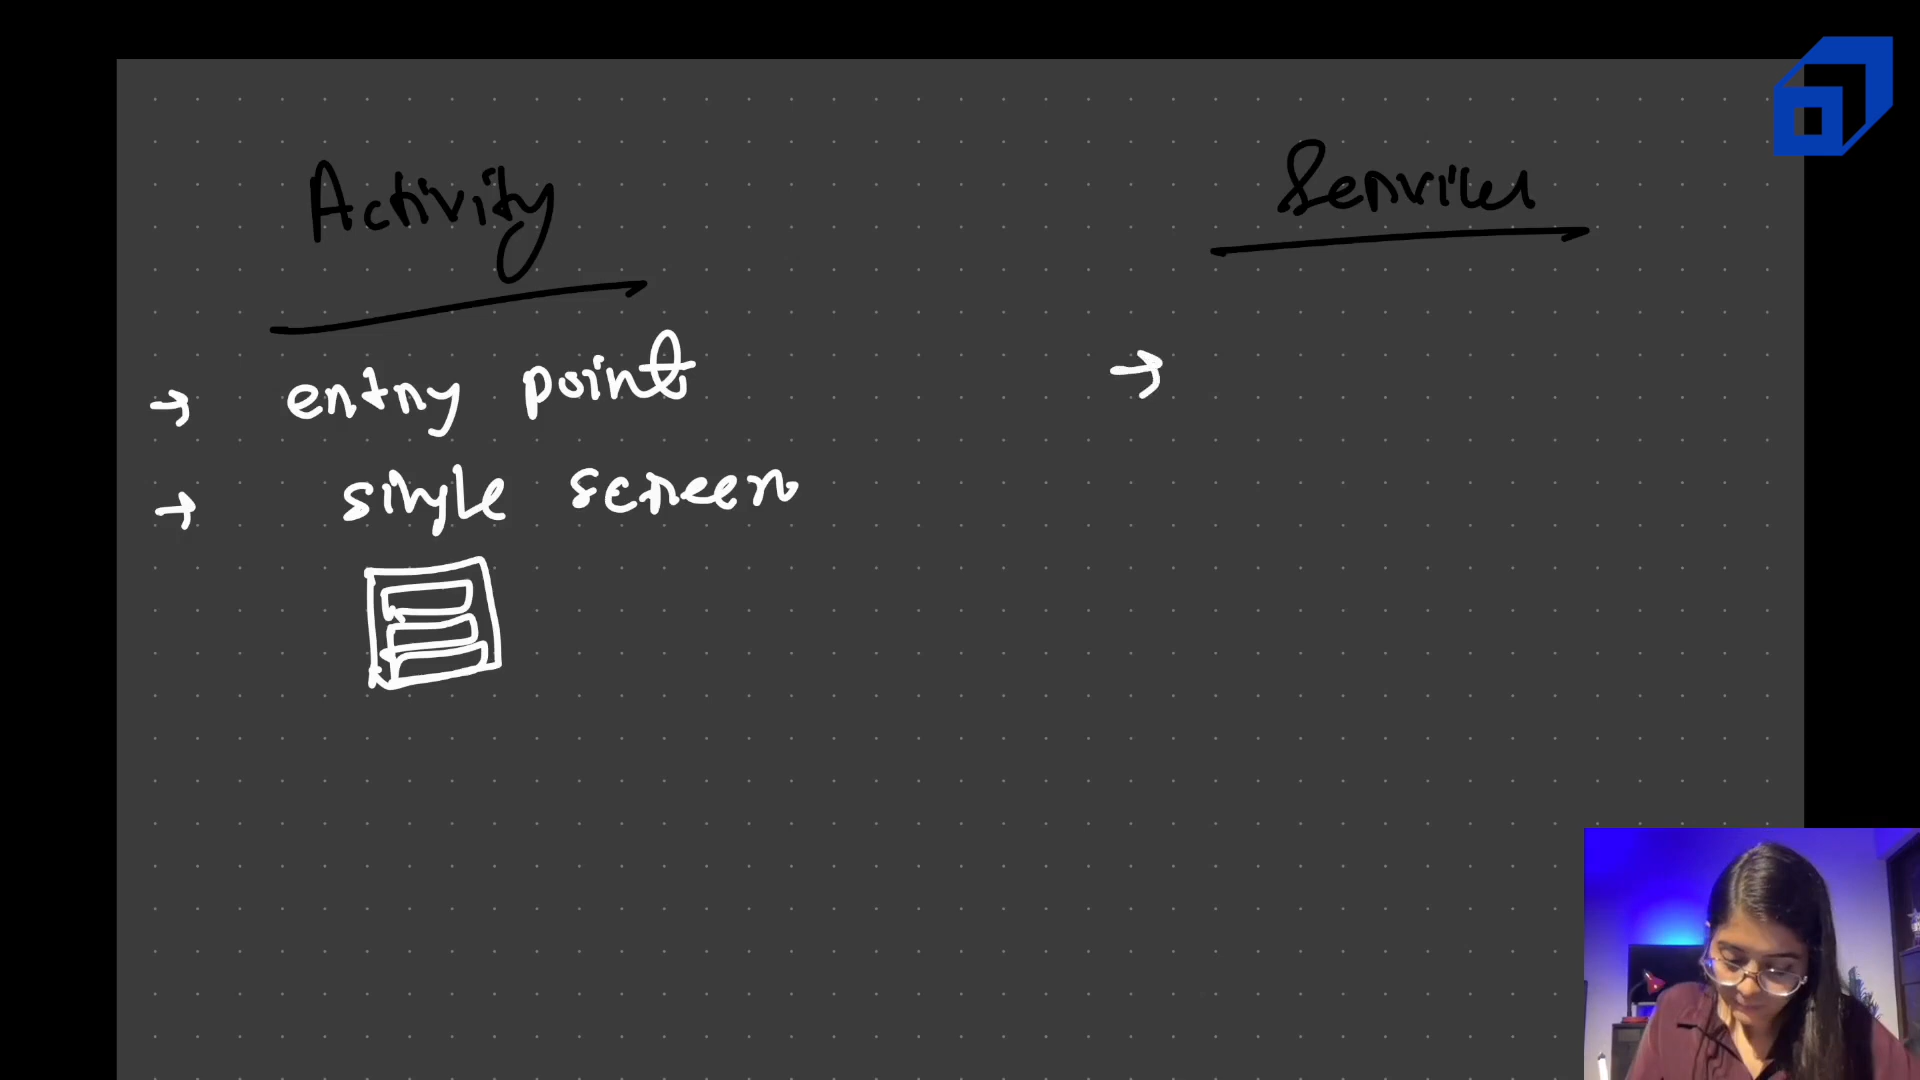 Activity
Services
→ entry point
→ single screen
→